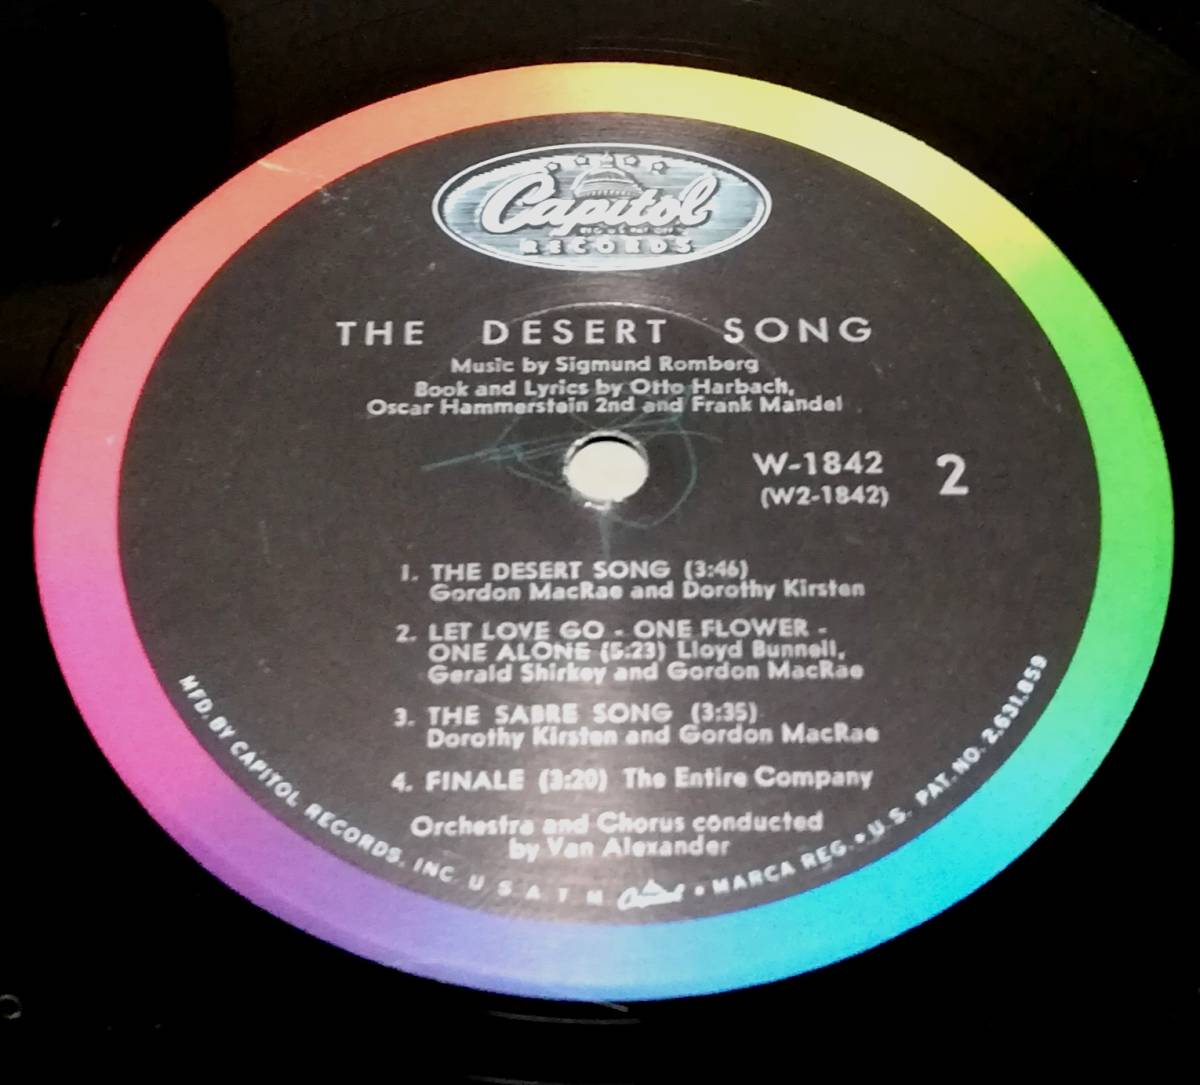 Capitol
RECORDS
THE DESERT SONG
Music by Sigmund Romberg
Book and Lyrics by Otto Harbach,
Oscar Hammerstein 2nd and Frank Mandel
W-1842
(W2-1842)
2
1. THE DESERT SONG (3:46)
Gordon MacRae and Dorothy Kirsten
2. LET LOVE GO - ONE FLOWER -
ONE ALONE (5:23) Lloyd Bunnell,
Gerald Shirkey and Gordon MacRae
3. THE SABRE SONG (3:35)
Dorothy Kirsten and Gordon MacRae
4. FINALE (3:20) The Entire Company
Orchestra and Chorus conducted
by Van Alexander
MFD. BY CAPITOL RECORDS, INC. U.S.A. T.M. Capitol • MARCA REG. • U.S. PAT. NO. 2,631,859